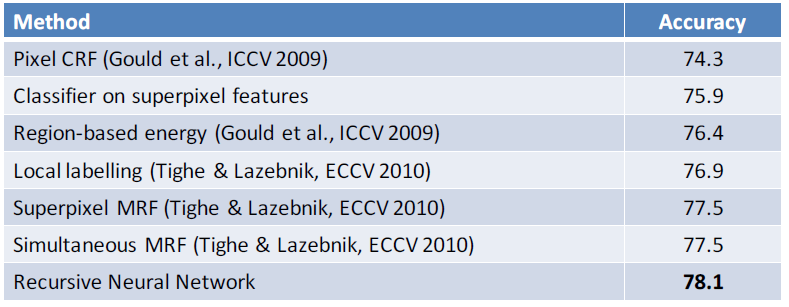 Method Accuracy
Pixel CRF (Gould et al., ICCV 2009) 74.3
Classifier on superpixel features 75.9
Region-based energy (Gould et al., ICCV 2009) 76.4
Local labelling (Tighe & Lazebnik, ECCV 2010) 76.9
Superpixel MRF (Tighe & Lazebnik, ECCV 2010) 77.5
Simultaneous MRF (Tighe & Lazebnik, ECCV 2010) 77.5
Recursive Neural Network 78.1